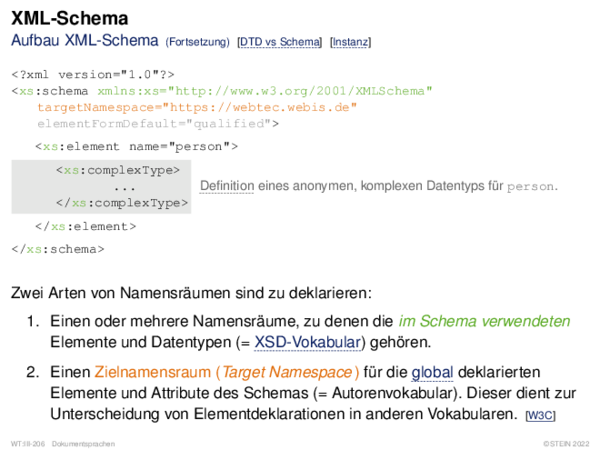 XML-Schema
Aufbau XML-Schema (Fortsetzung) [DTD vs Schema] [Instanz]
<?xml version="1.0"?>
<xs:schema xmlns:xs="http://www.w3.org/2001/XMLSchema"
targetNamespace="https://webtec.webis.de"
elementFormDefault="qualified">
<xs:element name="person">
<xs:complexType>
...
Definition eines anonymen, komplexen Datentyps für person.
</xs:complexType>
</xs:element>
</xs:schema>
Zwei Arten von Namensräumen sind zu deklarieren:
1. Einen oder mehrere Namensräume, zu denen die im Schema verwendeten
Elemente und Datentypen (= XSD-Vokabular) gehören.
2. Einen Zielnamensraum (Target Namespace) für die global deklarierten
Elemente und Attribute des Schemas (= Autorenvokabular). Dieser dient zur
Unterscheidung von Elementdeklarationen in anderen Vokabularen. [W3C]
WT:III-206 Dokumentsprachen ©STEIN 2022